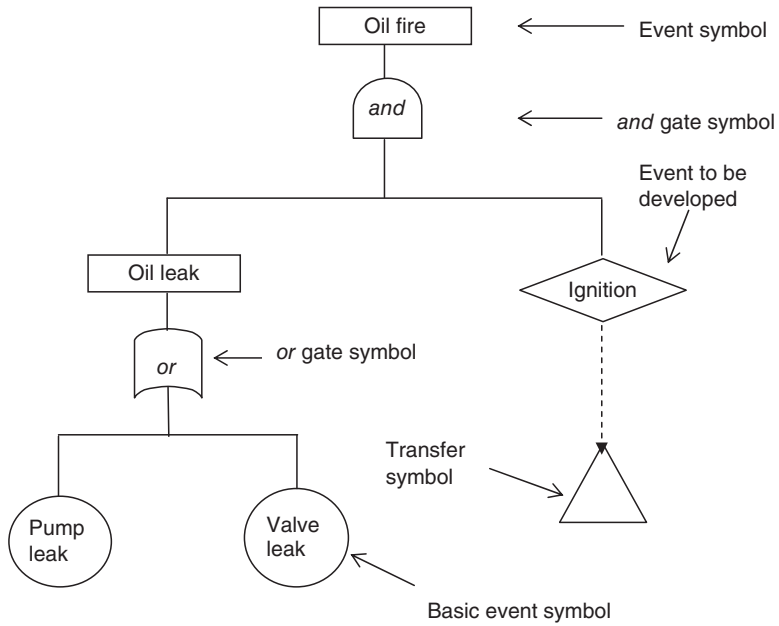 Oil fire
Event symbol
and
and gate symbol
Event to be
developed
Oil leak
Ignition
or
or gate symbol
Transfer
symbol
Pump
leak
Valve
leak
Basic event symbol